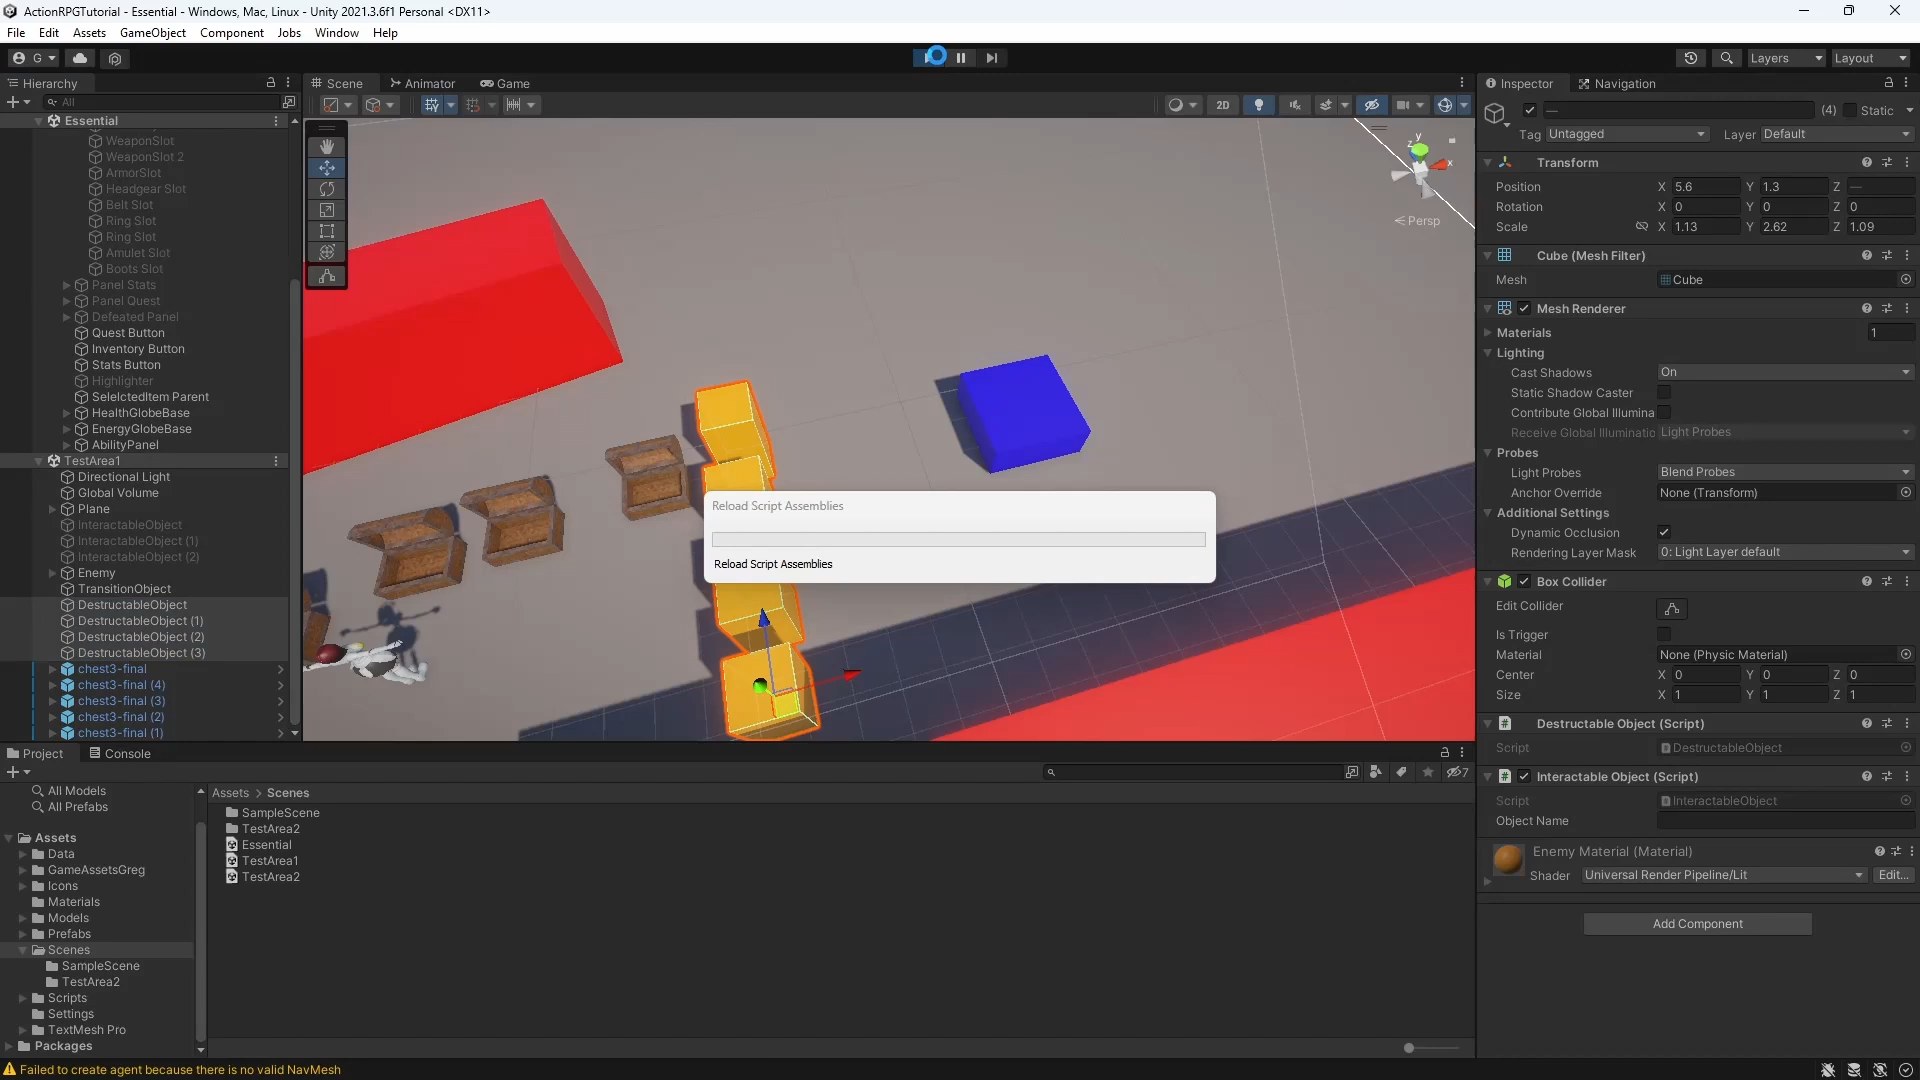 ActionRPGTutorial - Essential - Windows, Mac, Linux - Unity 2021.3.6f1 Personal <DX11>
File Edit Assets GameObject Component Jobs Window Help
G Layers Layout
Hierarchy Scene Animator Game Inspector Navigation
All 2D
Essential
WeaponSlot
WeaponSlot 2
ArmorSlot
Headgear Slot
Belt Slot
Ring Slot
Ring Slot
Amulet Slot
Boots Slot
Panel Stats
Panel Quest
Defeated Panel
Quest Button
Inventory Button
Stats Button
Highlighter
SelelctedItem Parent
HealthGlobeBase
EnergyGlobeBase
AbilityPanel
TestArea1
Directional Light
Global Volume
Plane
InteractableObject
InteractableObject (1)
InteractableObject (2)
Enemy
TransitionObject
DestructableObject
DestructableObject (1)
DestructableObject (2)
DestructableObject (3)
chest3-final
chest3-final (4)
chest3-final (3)
chest3-final (2)
chest3-final (1)
y
z
x
< Persp
Reload Script Assemblies
Reload Script Assemblies
— (4) Static
Tag Untagged Layer Default
Transform
Position X 5.6 Y 1.3 Z —
Rotation X 0 Y 0 Z 0
Scale X 1.13 Y 2.62 Z 1.09
Cube (Mesh Filter)
Mesh Cube
Mesh Renderer
Materials 1
Lighting
Cast Shadows On
Static Shadow Caster
Contribute Global Illumina
Receive Global Illuminatic Light Probes
Probes
Light Probes Blend Probes
Anchor Override None (Transform)
Additional Settings
Dynamic Occlusion
Rendering Layer Mask 0: Light Layer default
Box Collider
Edit Collider
Is Trigger
Material None (Physic Material)
Center X 0 Y 0 Z 0
Size X 1 Y 1 Z 1
Destructable Object (Script)
Script DestructableObject
Interactable Object (Script)
Script InteractableObject
Object Name
Enemy Material (Material)
Shader Universal Render Pipeline/Lit Edit...
Add Component
Project Console
7
All Models
All Prefabs
Assets
Data
GameAssetsGreg
Icons
Materials
Models
Prefabs
Scenes
SampleScene
TestArea2
Scripts
Settings
TextMesh Pro
Packages
Assets > Scenes
SampleScene
TestArea2
Essential
TestArea1
TestArea2
Failed to create agent because there is no valid NavMesh